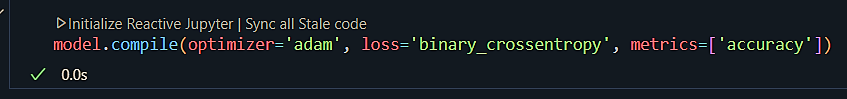 Initialize Reactive Jupyter | Sync all Stale code
model.compile(optimizer='adam', loss='binary_crossentropy', metrics=['accuracy'])
0.0s